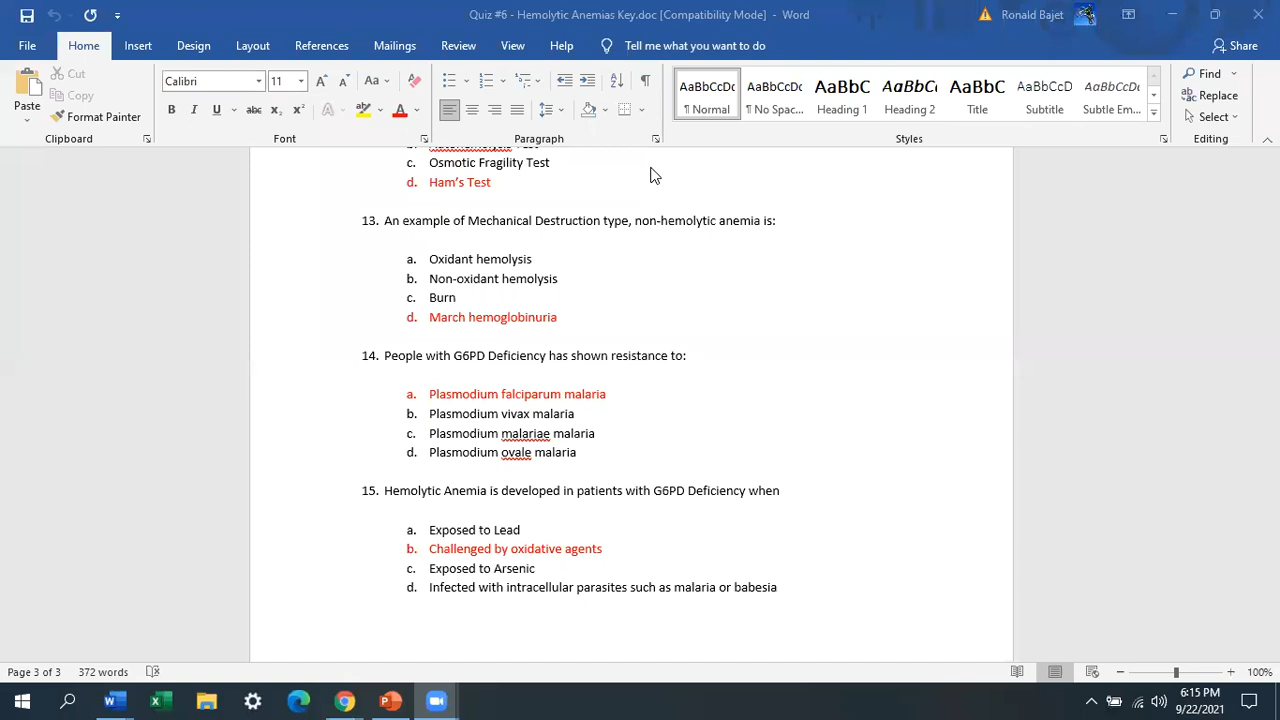 Quiz #6 - Hemolytic Anemias Key.doc [Compatibility Mode] - Word
Ronald Bajet
File Home Insert Design Layout References Mailings Review View Help Tell me what you want to do Share
Paste
Cut
Copy
Format Painter
Clipboard
Calibri 11
Font
Paragraph
AaBbCcDc AaBbCcDc AaBbC AaBbCc AaBbC AaBbCcD AaBbCcDc
¶ Normal ¶ No Spac... Heading 1 Heading 2 Title Subtitle Subtle Em...
Styles
Find
Replace
Select
Editing
c. Osmotic Fragility Test
d. Ham's Test
13. An example of Mechanical Destruction type, non-hemolytic anemia is:
a. Oxidant hemolysis
b. Non-oxidant hemolysis
c. Burn
d. March hemoglobinuria
14. People with G6PD Deficiency has shown resistance to:
a. Plasmodium falciparum malaria
b. Plasmodium vivax malaria
c. Plasmodium malariae malaria
d. Plasmodium ovale malaria
15. Hemolytic Anemia is developed in patients with G6PD Deficiency when
a. Exposed to Lead
b. Challenged by oxidative agents
c. Exposed to Arsenic
d. Infected with intracellular parasites such as malaria or babesia
Page 3 of 3 372 words 100%
6:15 PM
9/22/2021